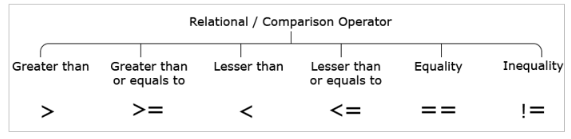 Relational / Comparison Operator
Greater than
Greater than
or equals to
Lesser than
Lesser than
or equals to
Equality
Inequality
> >= < <= == !=